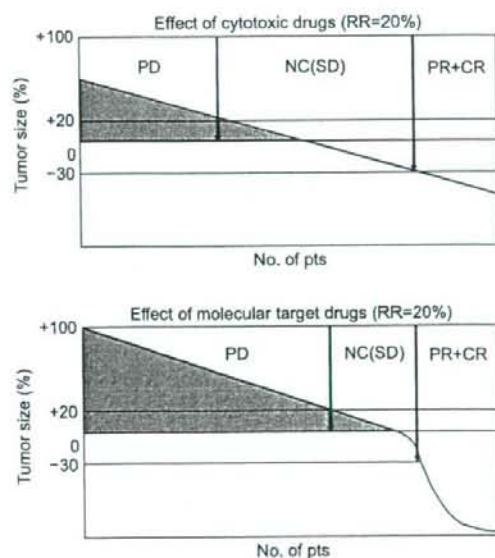 Effect of cytotoxic drugs (RR=20%)
+100
PD
NC(SD)
PR+CR
+20
0
−30
Tumor size (%)
No. of pts
Effect of molecular target drugs (RR=20%)
+100
PD
NC(SD)
PR+CR
+20
0
−30
Tumor size (%)
No. of pts